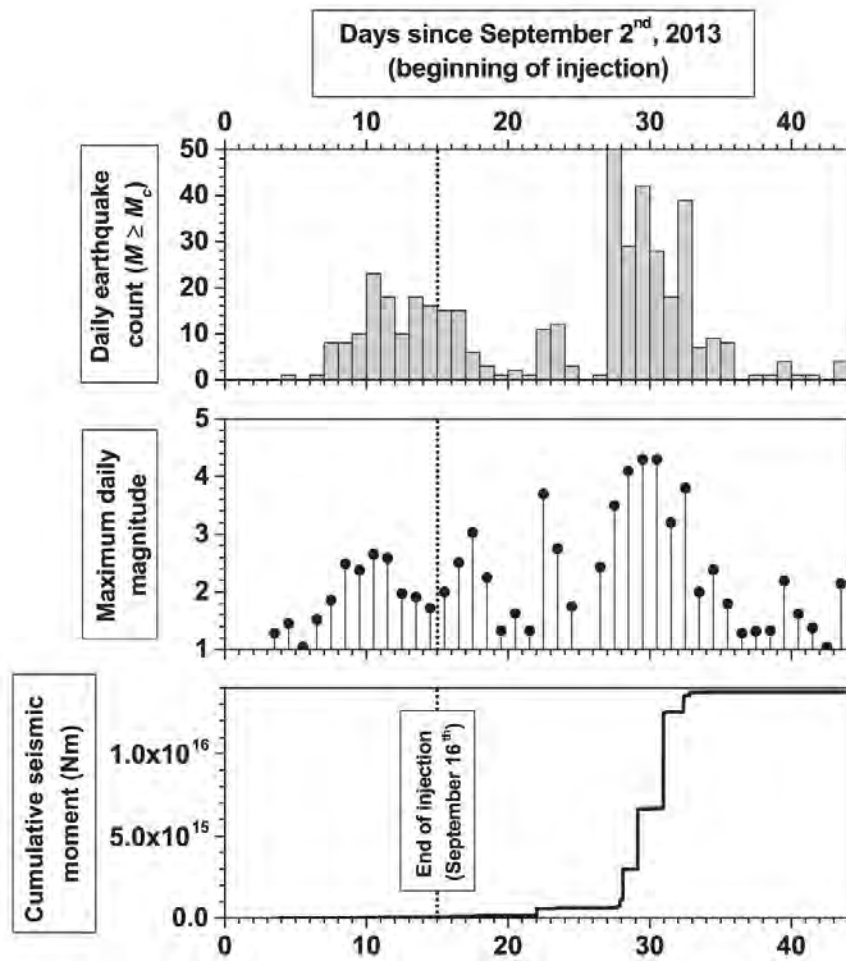 Days since September 2nd, 2013
(beginning of injection)
0 10 20 30 40
Daily earthquake
count (M ≥ Mc)
50
40
30
20
10
0
Maximum daily
magnitude
5
4
3
2
1
Cumulative seismic
moment (Nm)
1.0x10^16
5.0x10^15
0.0
End of injection
(September 16th)
0 10 20 30 40